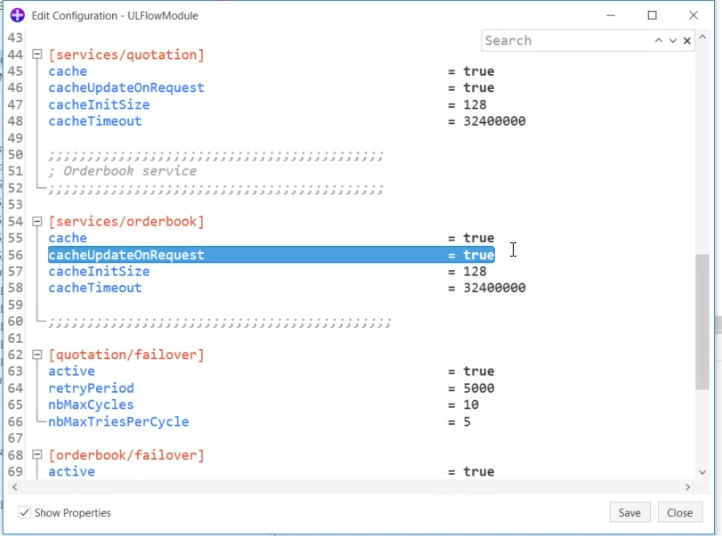 Edit Configuration - ULFlowModule
Search
43
44 [services/quotation]
45 cache = true
46 cacheUpdateOnRequest = true
47 cacheInitSize = 128
48 cacheTimeout = 32400000
49
50 ;;;;;;;;;;;;;;;;;;;;;;;;;;;;;;;;;;;;;;;;;;;
51 ; Orderbook service
52 ;;;;;;;;;;;;;;;;;;;;;;;;;;;;;;;;;;;;;;;;;;;
53
54 [services/orderbook]
55 cache = true
56 cacheUpdateOnRequest = true
57 cacheInitSize = 128
58 cacheTimeout = 32400000
59
60 ;;;;;;;;;;;;;;;;;;;;;;;;;;;;;;;;;;;;;;;;;;;;
61
62 [quotation/failover]
63 active = true
64 retryPeriod = 5000
65 nbMaxCycles = 10
66 nbMaxTriesPerCycle = 5
67
68 [orderbook/failover]
69 active = true
Show Properties
Save Close